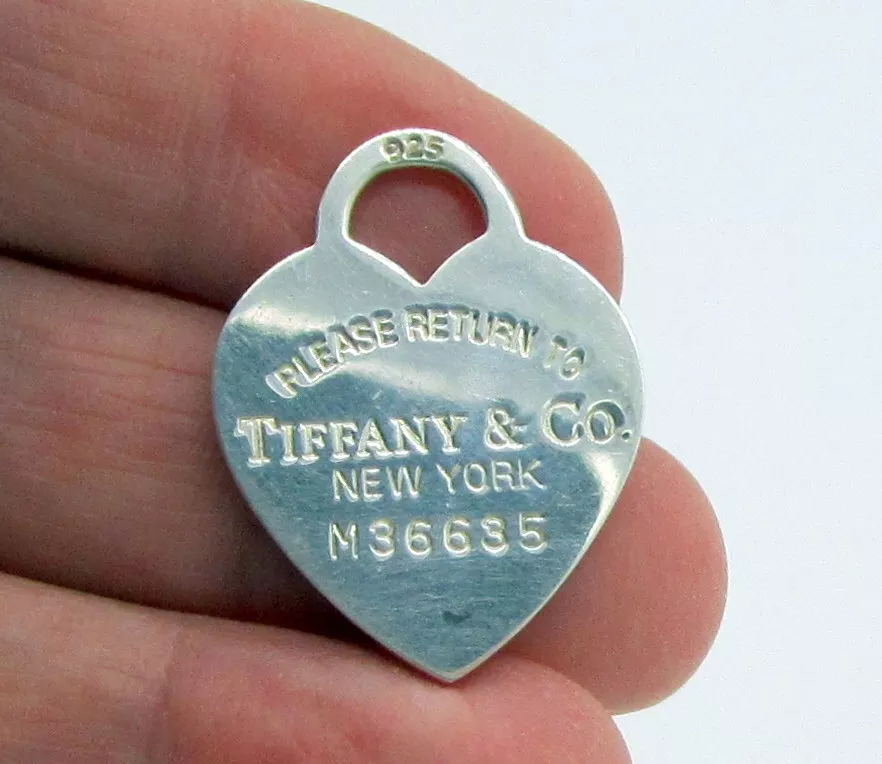 925
PLEASE RETURN TO
TIFFANY & CO.
NEW YORK
M36635